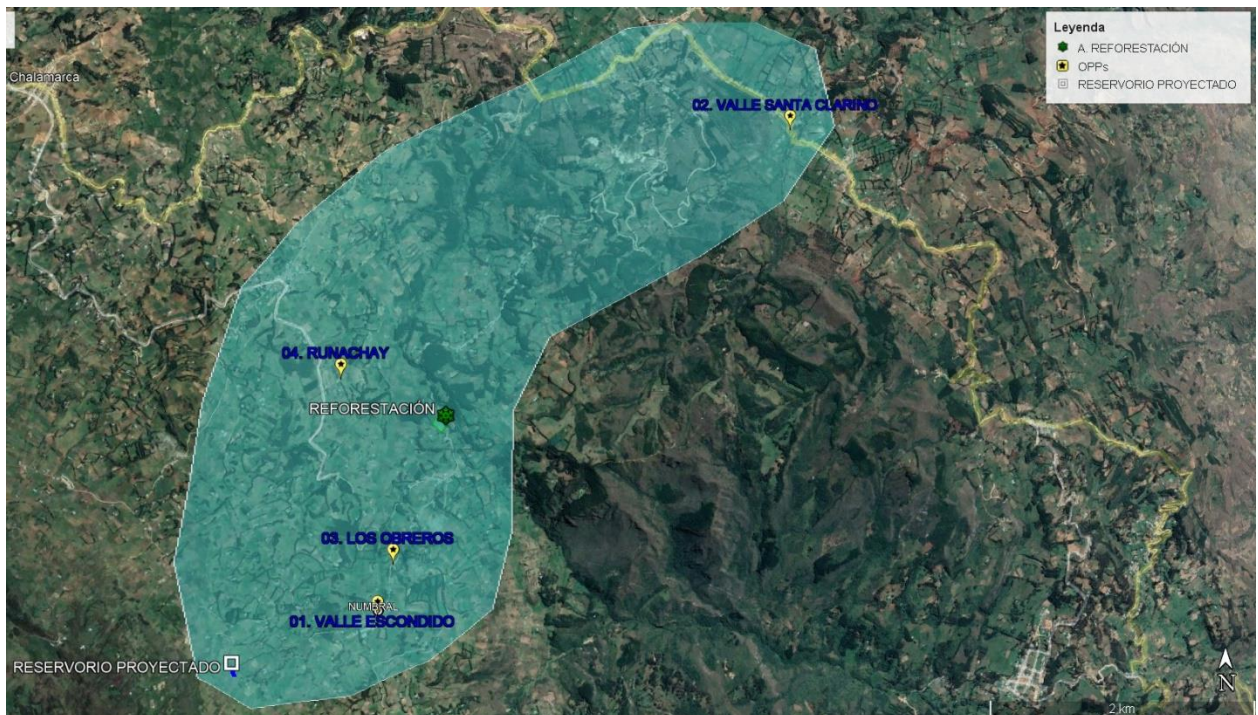 Leyenda
A. REFORESTACIÓN
OPPs
RESERVORIO PROYECTADO
Chalamarca
02. VALLE SANTA CLARINO
04. RUNACHAY
REFORESTACIÓN
03. LOS OBREROS
NUMBRAL
01. VALLE ESCONDIDO
RESERVORIO PROYECTADO
N
2 km